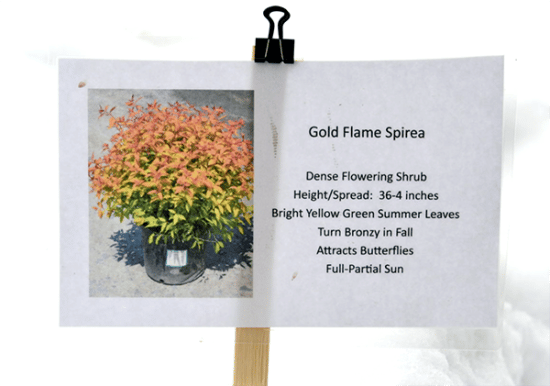 Gold Flame Spirea
Dense Flowering Shrub
Height/Spread: 36-4 inches
Bright Yellow Green Summer Leaves
Turn Bronzy in Fall
Attracts Butterflies
Full-Partial Sun